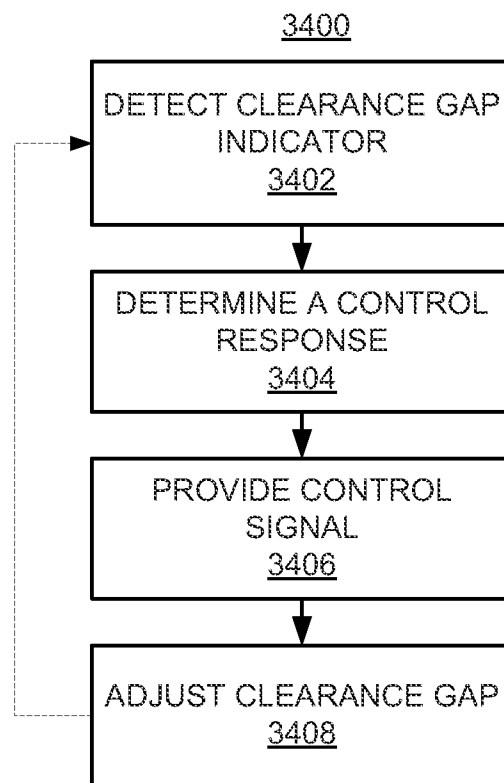 3400
DETECT CLEARANCE GAP
INDICATOR
3402
DETERMINE A CONTROL
RESPONSE
3404
PROVIDE CONTROL
SIGNAL
3406
ADJUST CLEARANCE GAP
3408